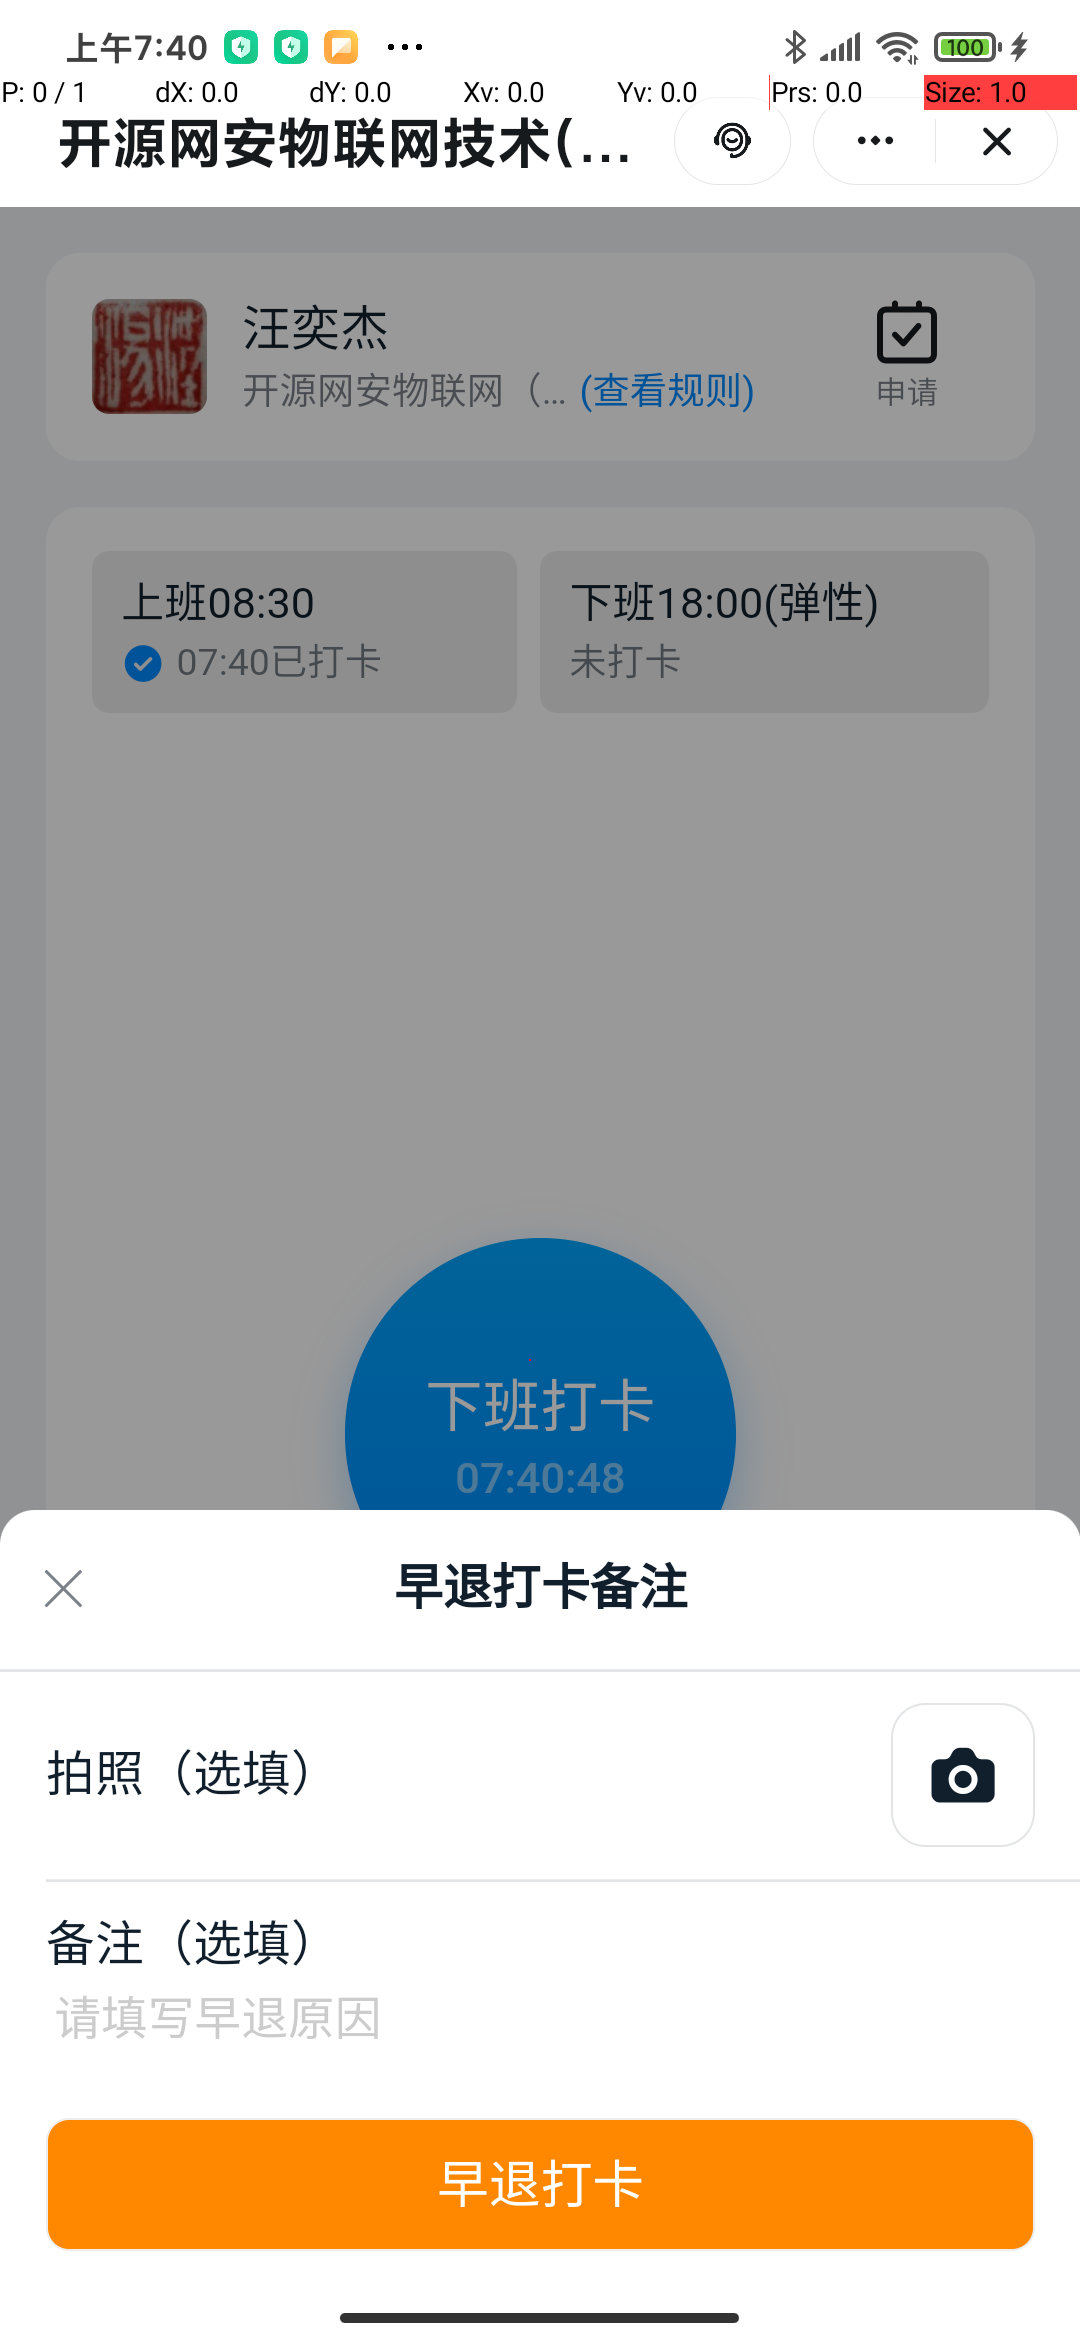 上午7:40
100
P: 0 / 1 dX: 0.0 dY: 0.0 Xv: 0.0 Yv: 0.0 Prs: 0.0 Size: 1.0
开源网安物联网技术(...
汪奕杰
开源网安物联网（... (查看规则)
申请
上班08:30
07:40已打卡
下班18:00(弹性)
未打卡
下班打卡
07:40:48
早退打卡备注
拍照（选填）
备注（选填）
请填写早退原因
早退打卡